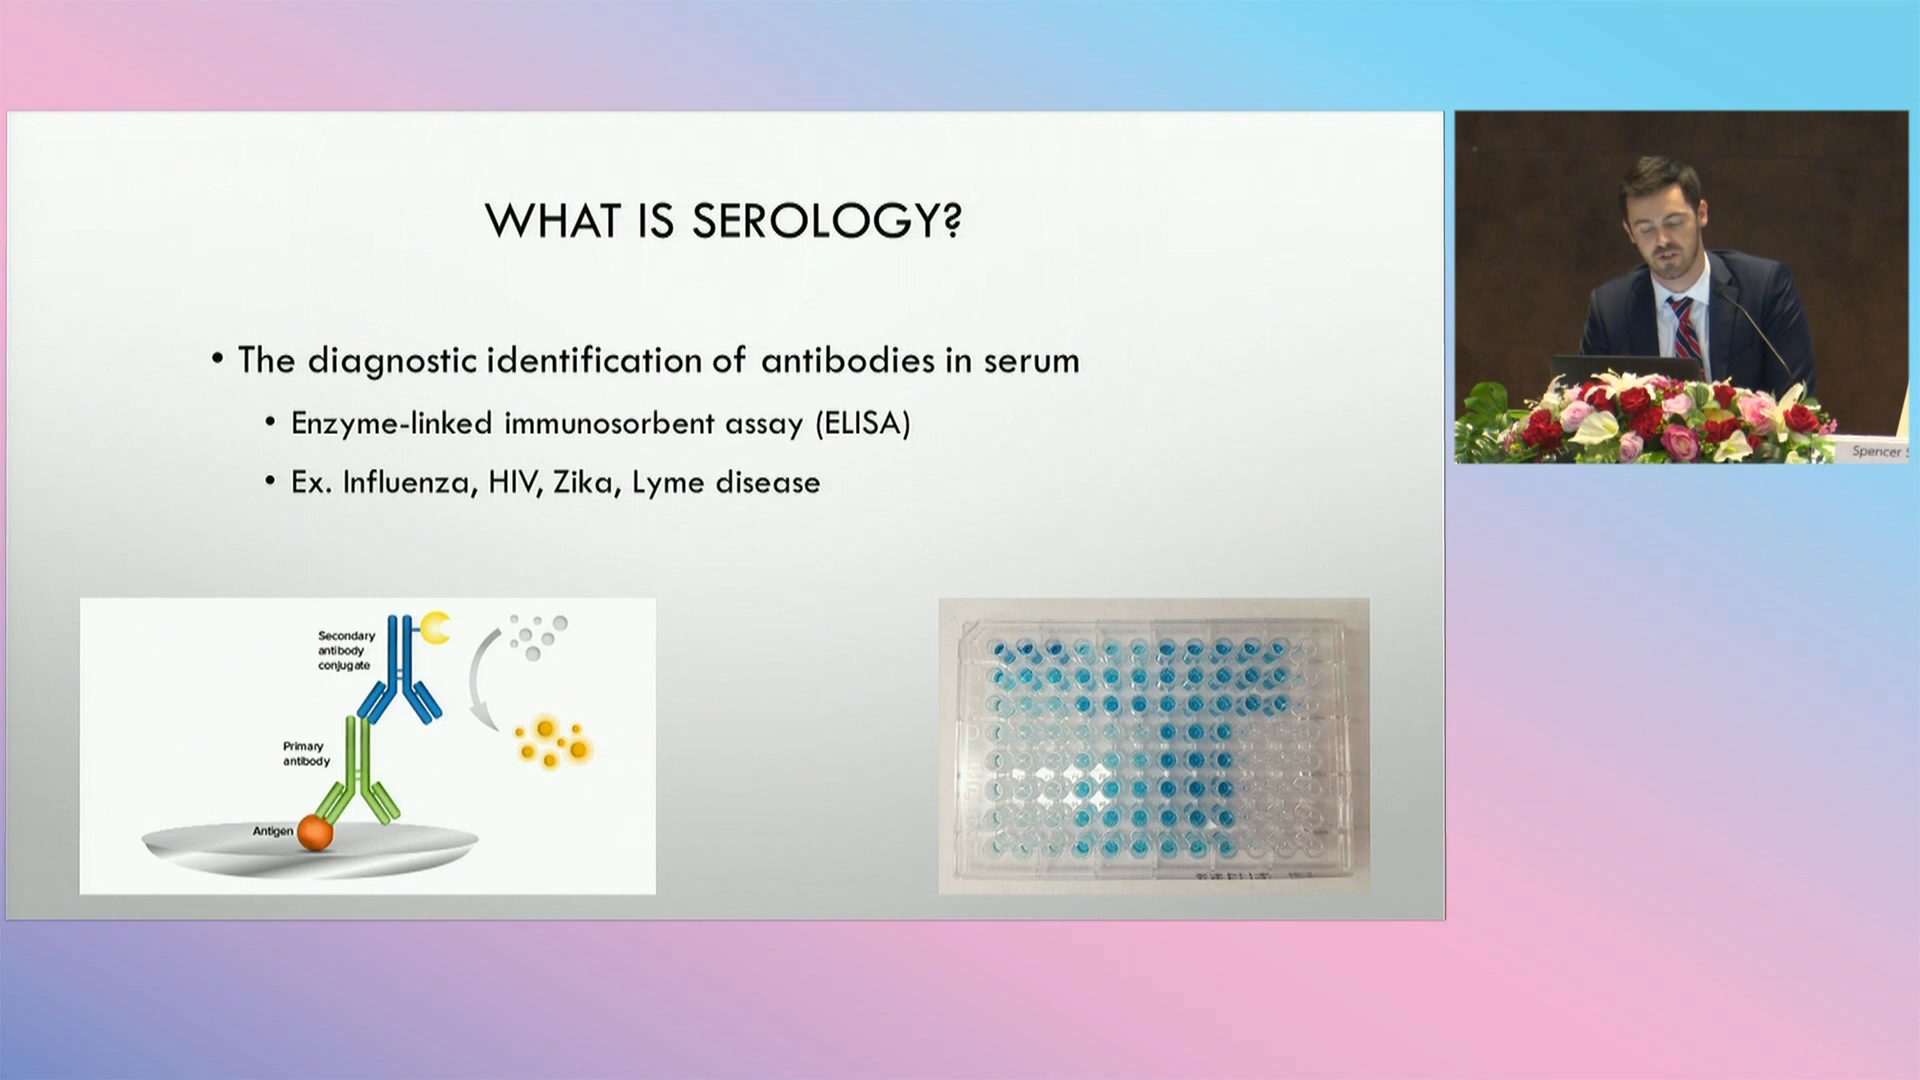 WHAT IS SEROLOGY?
• The diagnostic identification of antibodies in serum
• Enzyme-linked immunosorbent assay (ELISA)
• Ex. Influenza, HIV, Zika, Lyme disease
Secondary
antibody
conjugate
Primary
antibody
Antigen
Spencer